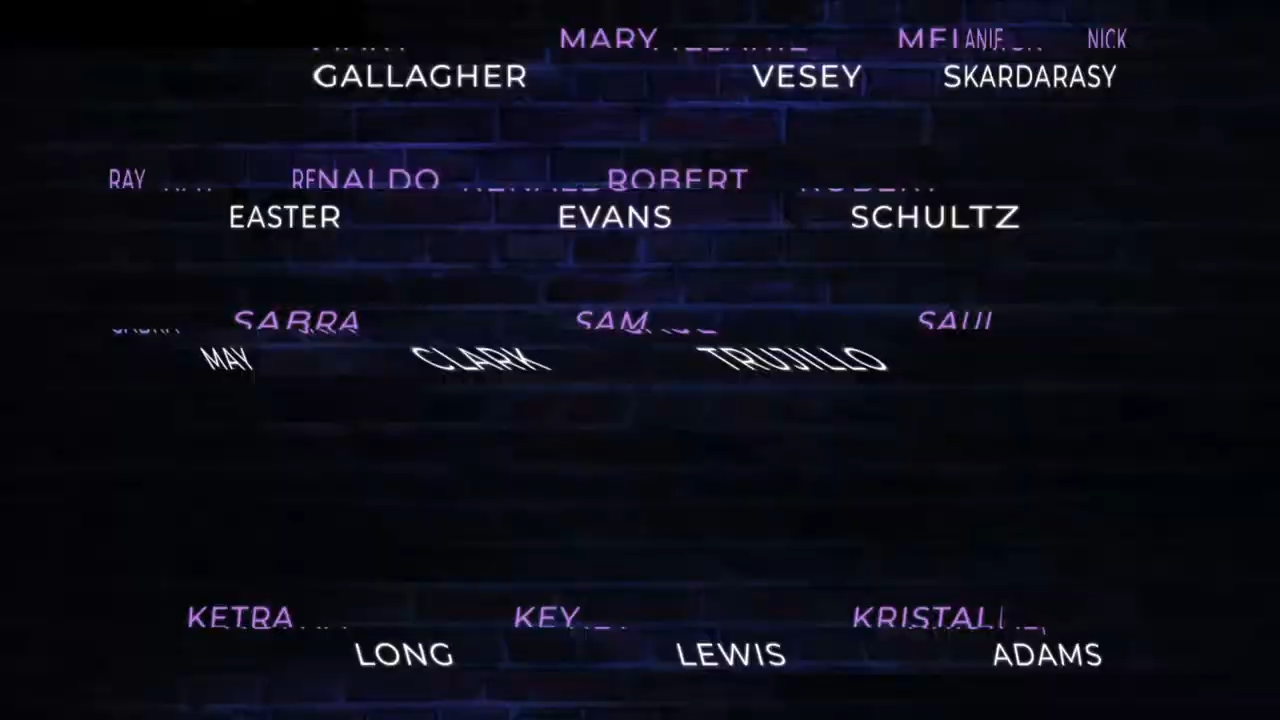 MARY MELANIE NICK
GALLAGHER VESEY SKARDARASY
RAY RENALDO ROBERT
EASTER EVANS SCHULTZ
SABRA SAM SAUL
MAY CLARK TRUJILLO
KETRA KEY KRISTAL
LONG LEWIS ADAMS